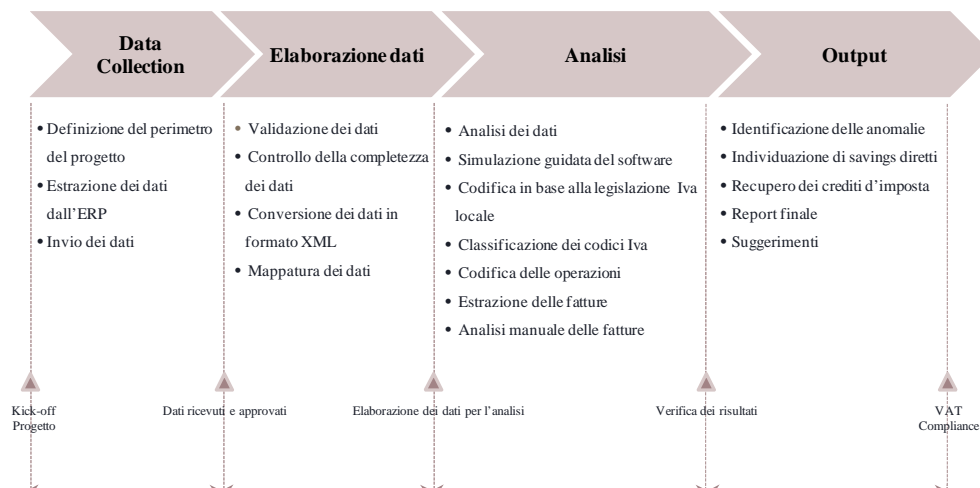 Data
Collection
Elaborazione dati
Analisi
Output
• Definizione del perimetro
del progetto
• Estrazione dei dati
dall'ERP
• Invio dei dati
• Validazione dei dati
• Controllo della completezza
dei dati
• Conversione dei dati in
formato XML
• Mappatura dei dati
• Analisi dei dati
• Simulazione guidata del software
• Codifica in base alla legislazione Iva
locale
• Classificazione dei codici Iva
• Codifica delle operazioni
• Estrazione delle fatture
• Analisi manuale delle fatture
• Identificazione delle anomalie
• Individuazione di savings diretti
• Recupero dei crediti d'imposta
• Report finale
• Suggerimenti
Kick-off
Progetto
Dati ricevuti e approvati
Elaborazione dei dati per l'analisi
Verifica dei risultati
VAT
Compliance